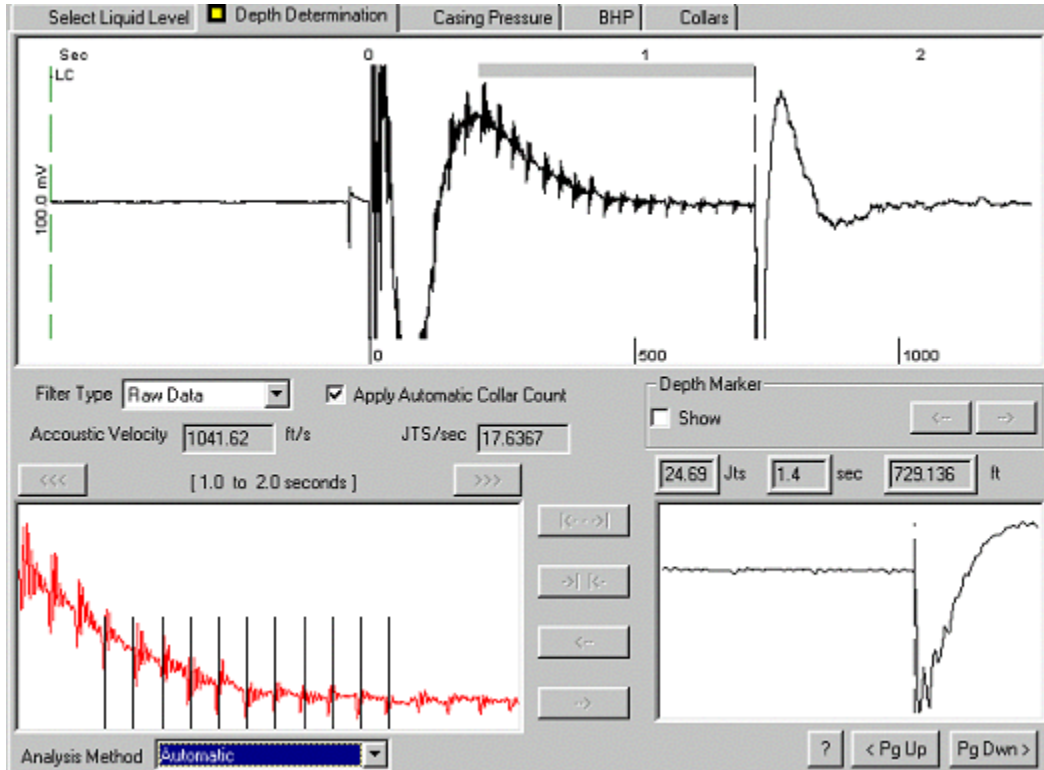 Select Liquid Level Depth Determination Casing Pressure BHP Collars
Sec 0 1 2
LC
100.0 mV
0 500 1000
Filter Type Raw Data Apply Automatic Collar Count
Depth Marker
Show <-- -->
Accoustic Velocity 1041.62 ft/s JTS/sec 17.6367
<<< [ 1.0 to 2.0 seconds ] >>>
24.69 Jts 1.4 sec 729.136 ft
|<--->|
->| |<-
<--
-->
Analysis Method Automatic
? < Pg Up Pg Dwn >